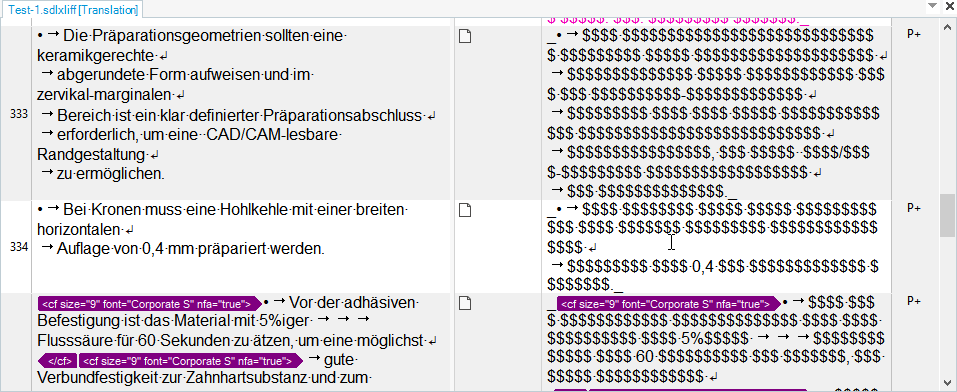 Test-1.sdlxliff [Translation]
333
•→Die·Präparationsgeometrien·sollten·eine·
keramikgerechte·↲
→abgerundete·Form·aufweisen·und·im·
zervikal-marginalen·↲
→Bereich·ist·ein·klar·definierter·Präparationsabschluss·↲
→erforderlich,·um·eine··CAD/CAM-lesbare·
Randgestaltung·↲
→zu·ermöglichen.
_•→$$$$·$$$$$$$$$$$$$$$$$$$$$$$$$$$$
$·$$$$$$$$$·$$$$$·$$$$$$$$$$$$$$$$$$$$·↲
→$$$$$$$$$$$$$$·$$$$$·$$$$$$$$$$$$$·$$$
$·$$$·$$$$$$$$$$-$$$$$$$$$$$$$·↲
→$$$$$$$$$·$$$$·$$$$·$$$$$·$$$$$$$$$$$
$$$·$$$$$$$$$$$$$$$$$$$$$$$$$$$·↲
→$$$$$$$$$$$$$$$$,·$$$·$$$$$··$$$$/$$$
$-$$$$$$$$$·$$$$$$$$$$$$$$$$$$·↲
→$$$·$$$$$$$$$$$$$$._
P+
334
•→Bei·Kronen·muss·eine·Hohlkehle·mit·einer·breiten·
horizontalen·↲
→Auflage·von·0,4·mm·präpariert·werden.
_•→$$$$·$$$$$$$$·$$$$$·$$$$$·$$$$$$$$$
$$$·$$$$·$$$$$$$·$$$$$$$$$·$$$$$$$$$$$$
$$$$·↲
→$$$$$$$$$·$$$$·0,4·$$$·$$$$$$$$$$$$$·$
$$$$$$$._
P+
335
<cf size="9" font="Corporate S" nfa="true">•→Vor·der·adhäsiven·
Befestigung·ist·das·Material·mit·5%iger·→·→·→
Flusssäure·für·60·Sekunden·zu·ätzen,·um·eine·möglichst·↲
</cf><cf size="9" font="Corporate S" nfa="true">→gute·
Verbundfestigkeit·zur·Zahnhartsubstanz·und·zum·
_<cf size="9" font="Corporate S" nfa="true">•→$$$$·$$$·
P+